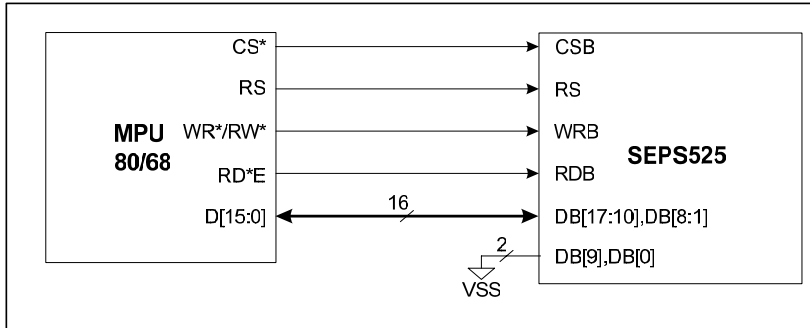 CS* CSB
RS RS
MPU WR*/RW* WRB
80/68 SEPS525
RD*E RDB
D[15:0] 16 DB[17:10],DB[8:1]
2 DB[9],DB[0]
VSS